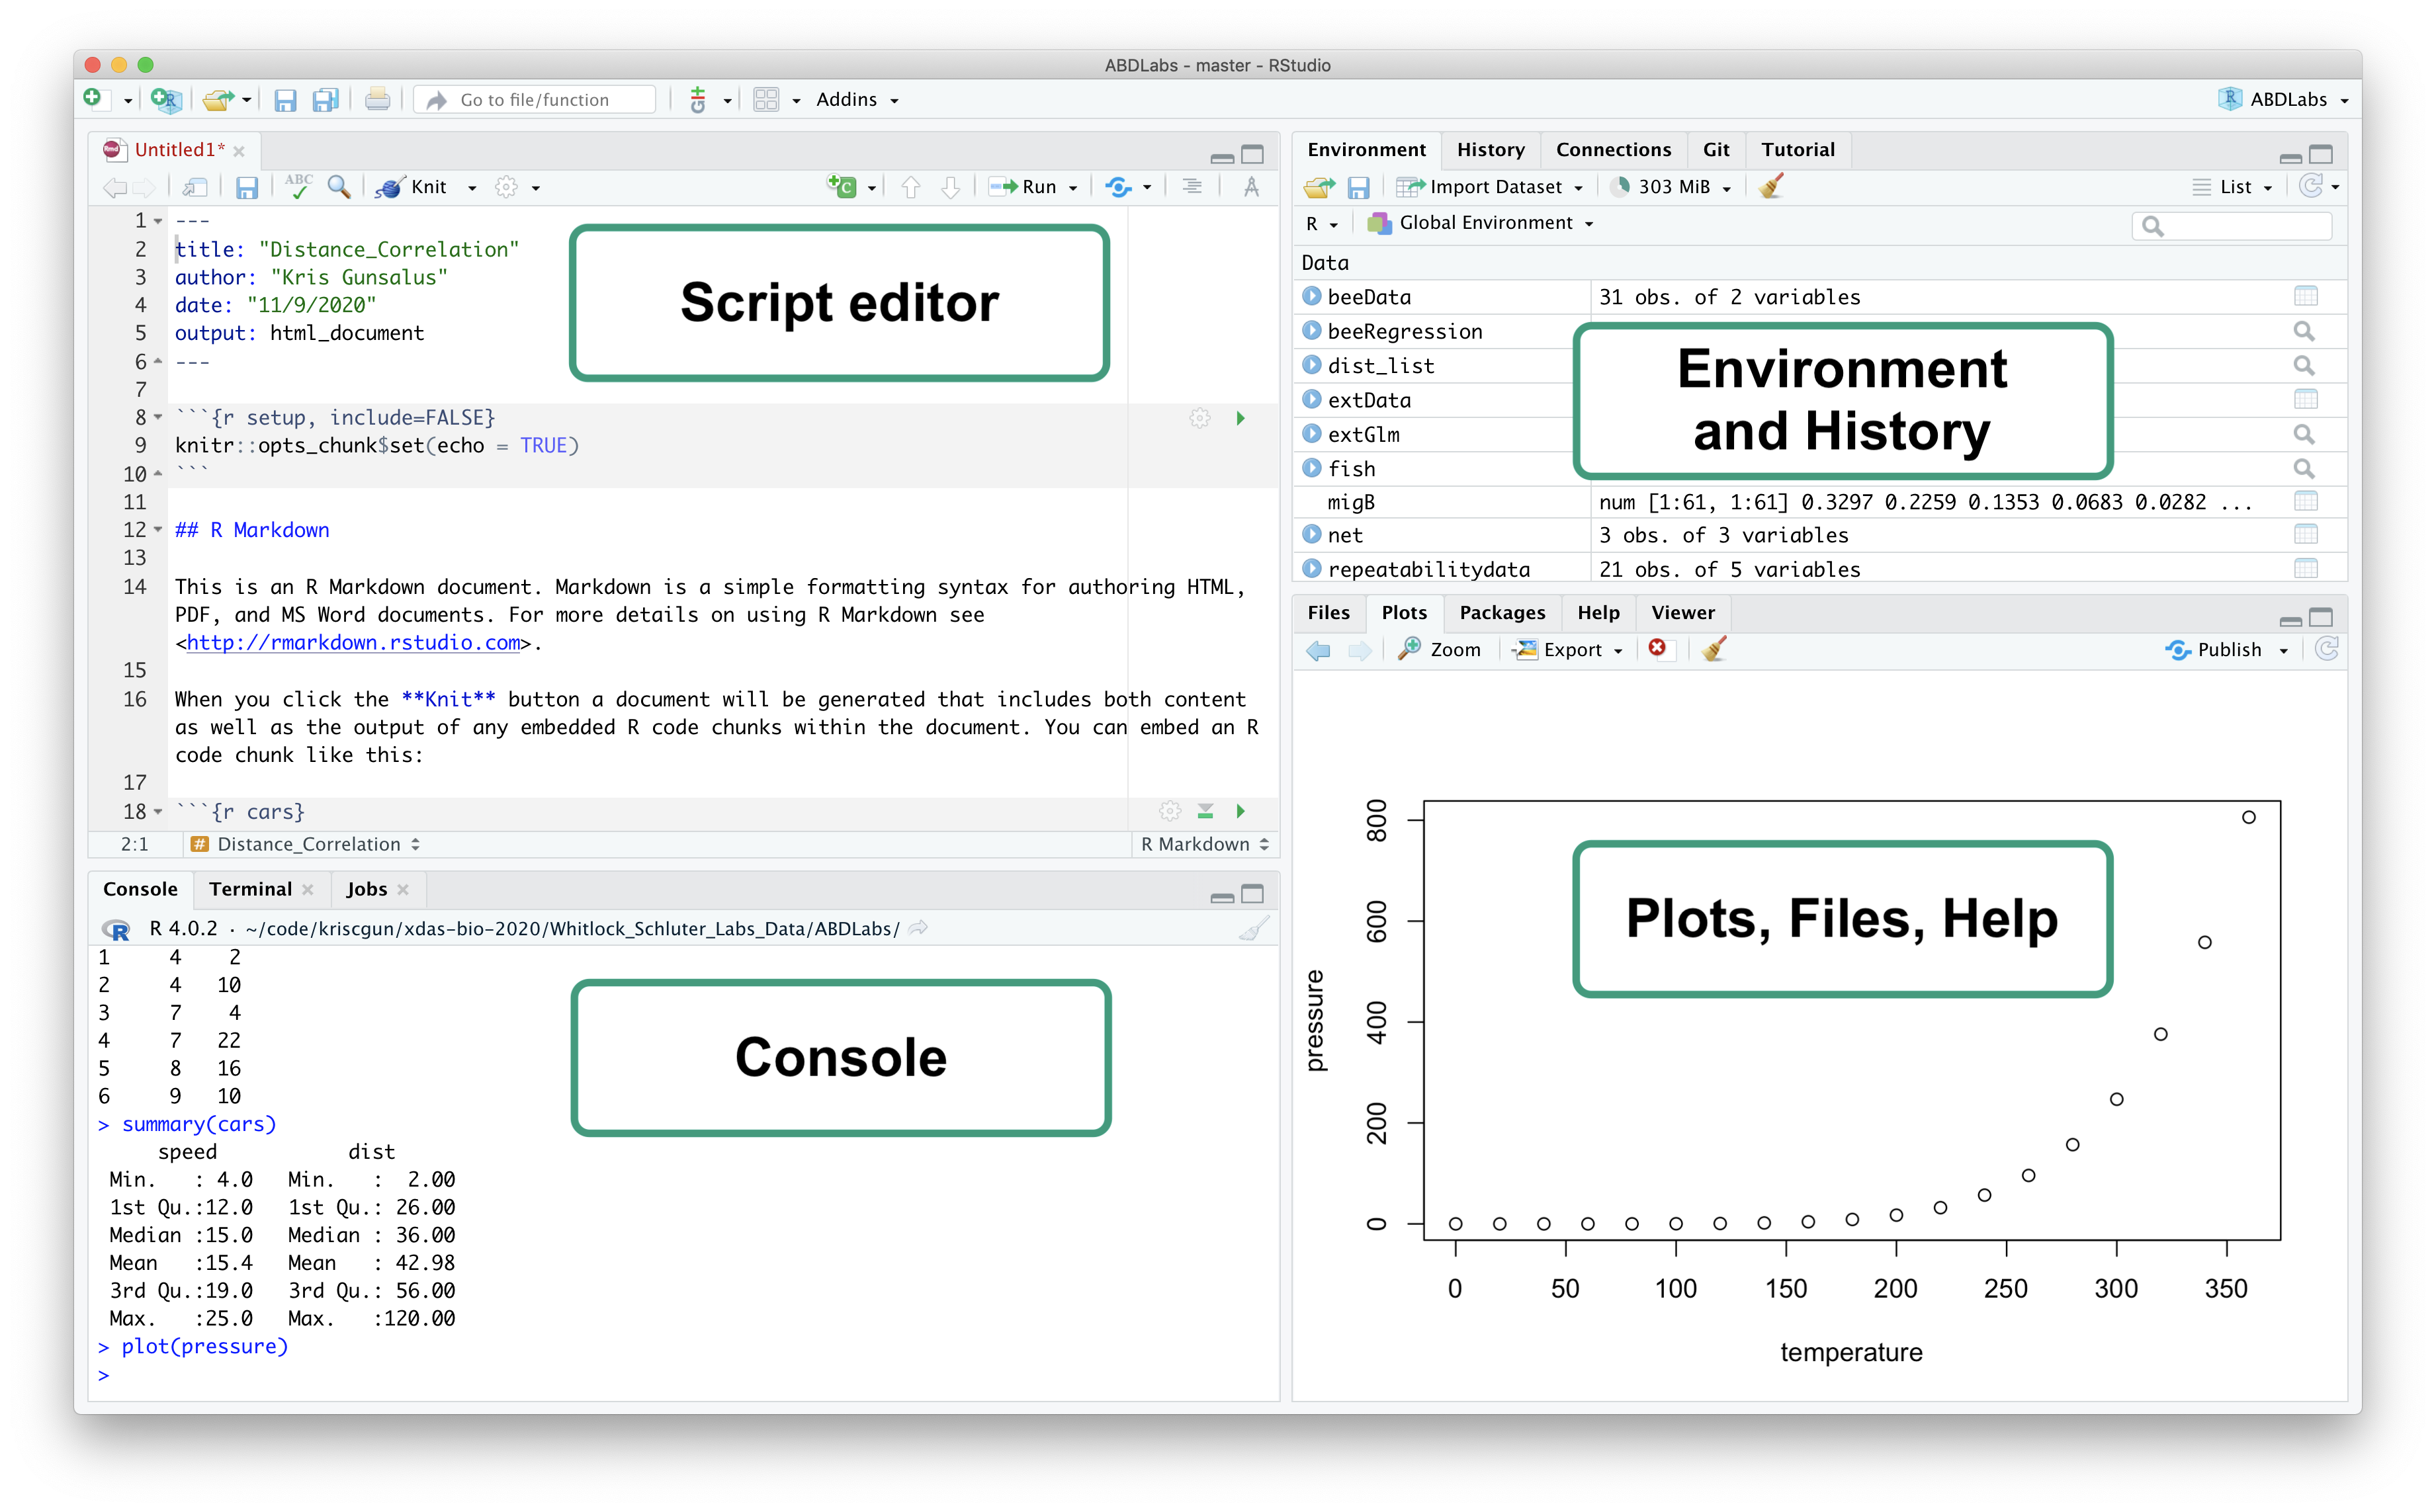 ABDLabs - master - RStudio
Go to file/function
Git
Addins
ABDLabs
Untitled1*
ABC
Knit
Run
1 ---
2 title: "Distance_Correlation"
3 author: "Kris Gunsalus"
4 date: "11/9/2020"
5 output: html_document
6 ---
7
8 ```{r setup, include=FALSE}
9 knitr::opts_chunk$set(echo = TRUE)
10 ```
11
12 ## R Markdown
13
14 This is an R Markdown document. Markdown is a simple formatting syntax for authoring HTML,
PDF, and MS Word documents. For more details on using R Markdown see
<http://rmarkdown.rstudio.com>.
15
16 When you click the **Knit** button a document will be generated that includes both content
as well as the output of any embedded R code chunks within the document. You can embed an R
code chunk like this:
17
18 ```{r cars}
2:1 # Distance_Correlation R Markdown
Script editor
Console Terminal Jobs
R 4.0.2 · ~/code/kriscgun/xdas-bio-2020/Whitlock_Schluter_Labs_Data/ABDLabs/
1 4 2
2 4 10
3 7 4
4 7 22
5 8 16
6 9 10
> summary(cars)
speed dist
Min. : 4.0 Min. : 2.00
1st Qu.:12.0 1st Qu.: 26.00
Median :15.0 Median : 36.00
Mean :15.4 Mean : 42.98
3rd Qu.:19.0 3rd Qu.: 56.00
Max. :25.0 Max. :120.00
> plot(pressure)
>
Console
Environment History Connections Git Tutorial
Import Dataset 303 MiB List
R Global Environment
Data
beeData 31 obs. of 2 variables
beeRegression
dist_list
extData
extGlm
fish
migB num [1:61, 1:61] 0.3297 0.2259 0.1353 0.0683 0.0282 ...
net 3 obs. of 3 variables
repeatabilitydata 21 obs. of 5 variables
Environment
and History
Files Plots Packages Help Viewer
Zoom Export Publish
Plots, Files, Help
pressure
800
600
400
200
0
0 50 100 150 200 250 300 350
temperature